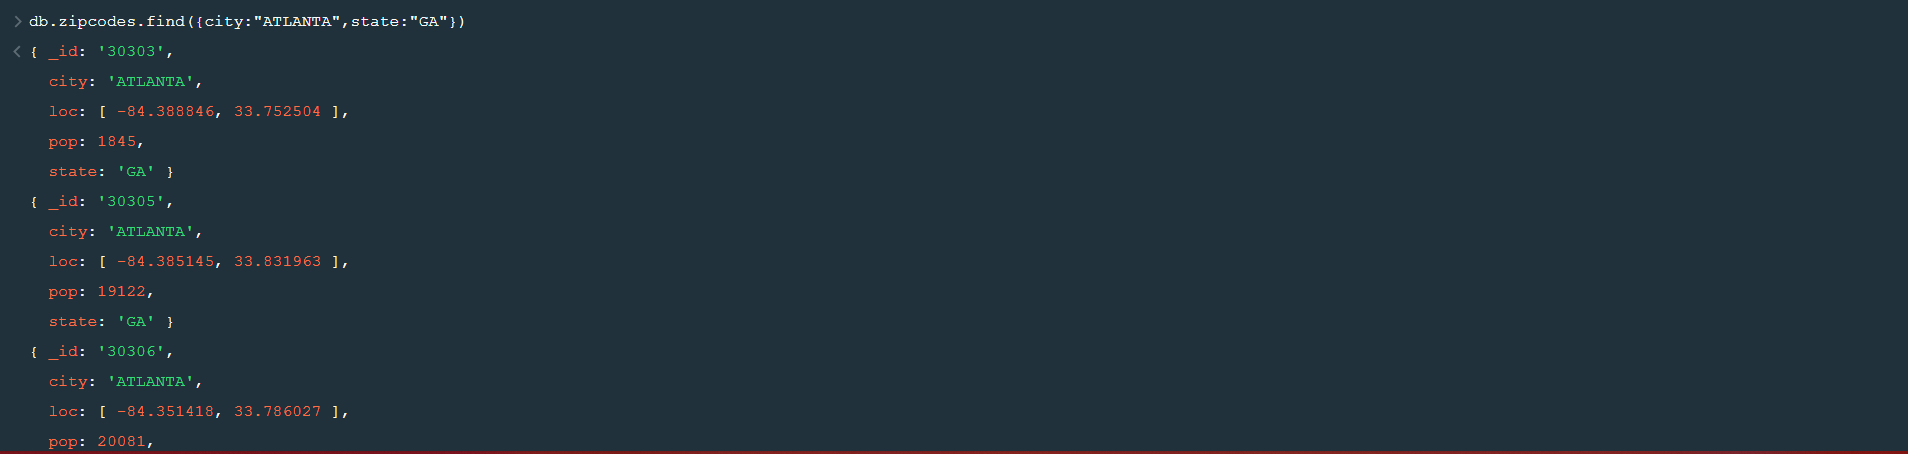 > db.zipcodes.find({city:"ATLANTA",state:"GA"})
< { _id: '30303',
city: 'ATLANTA',
loc: [ -84.388846, 33.752504 ],
pop: 1845,
state: 'GA' }
{ _id: '30305',
city: 'ATLANTA',
loc: [ -84.385145, 33.831963 ],
pop: 19122,
state: 'GA' }
{ _id: '30306',
city: 'ATLANTA',
loc: [ -84.351418, 33.786027 ],
pop: 20081,